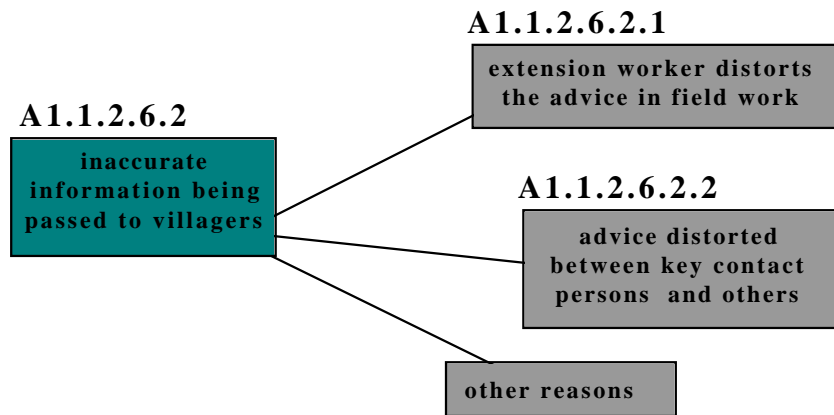 A1.1.2.6.2.1
extension worker distorts
the advice in field work
A1.1.2.6.2
inaccurate
information being
passed to villagers
A1.1.2.6.2.2
advice distorted
between key contact
persons and others
other reasons